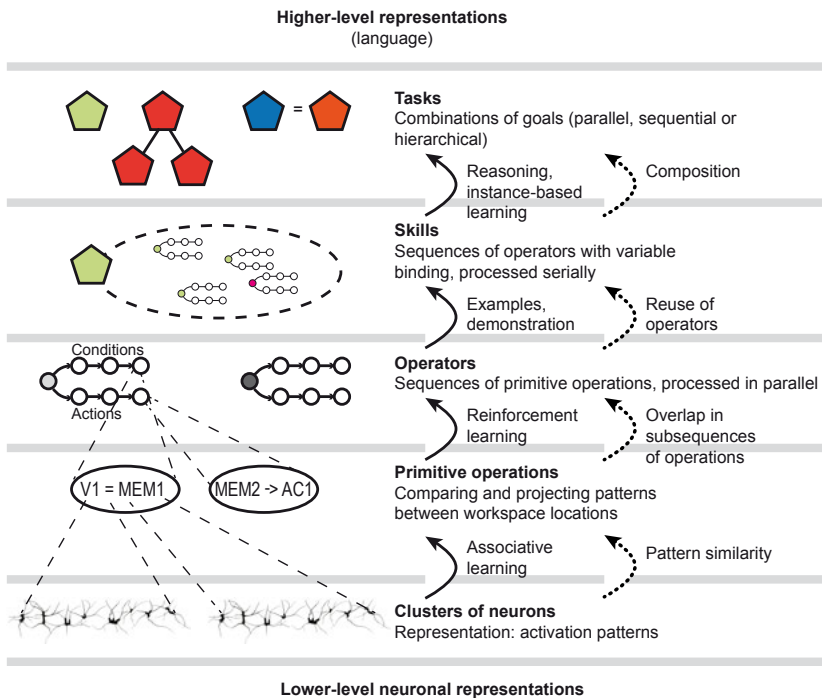 Higher-level representations
(language)
=
Tasks
Combinations of goals (parallel, sequential or
hierarchical)
Reasoning,
instance-based
learning
Composition
Skills
Sequences of operators with variable
binding, processed serially
Examples,
demonstration
Reuse of
operators
Conditions
Actions
Operators
Sequences of primitive operations, processed in parallel
Reinforcement
learning
Overlap in
subsequences
of operations
V1 = MEM1
MEM2 -> AC1
Primitive operations
Comparing and projecting patterns
between workspace locations
Associative
learning
Pattern similarity
Clusters of neurons
Representation: activation patterns
Lower-level neuronal representations